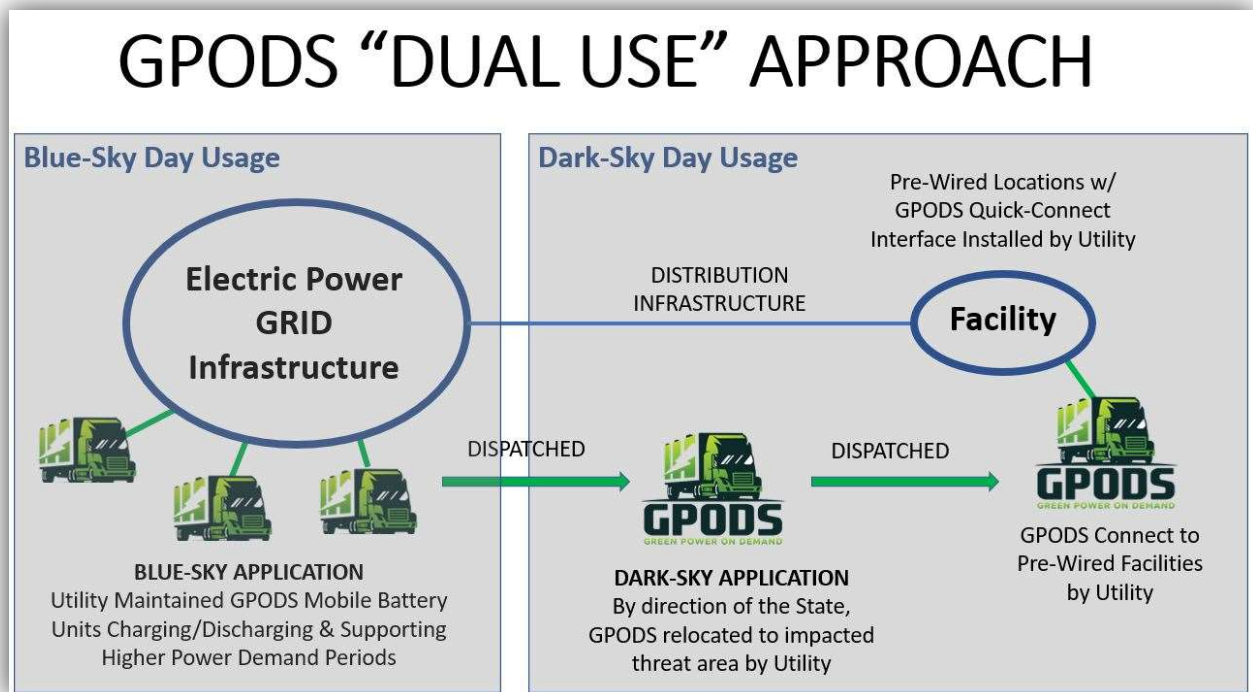 GPODS “DUAL USE” APPROACH
Blue-Sky Day Usage
Electric Power
GRID
Infrastructure
DISPATCHED
BLUE-SKY APPLICATION
Utility Maintained GPODS Mobile Battery
Units Charging/Discharging & Supporting
Higher Power Demand Periods
Dark-Sky Day Usage
Pre-Wired Locations w/
GPODS Quick-Connect
Interface Installed by Utility
DISTRIBUTION
INFRASTRUCTURE
Facility
GPODS
GREEN POWER ON DEMAND
DARK-SKY APPLICATION
By direction of the State,
GPODS relocated to impacted
threat area by Utility
DISPATCHED
GPODS
GREEN POWER ON DEMAND
GPODS Connect to
Pre-Wired Facilities
by Utility